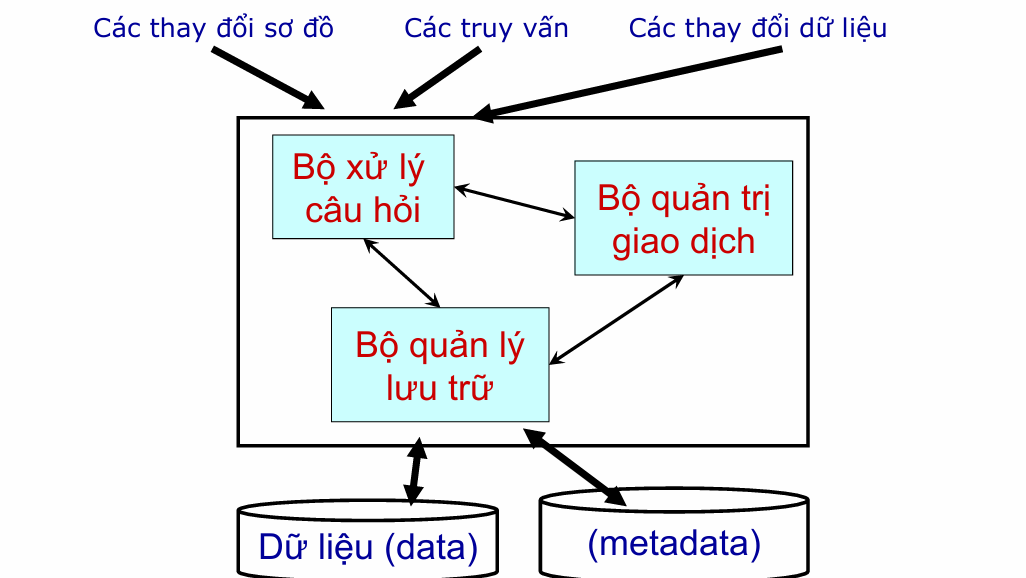 Các thay đổi sơ đồ
Các truy vấn
Các thay đổi dữ liệu
Bộ xử lý
câu hỏi
Bộ quản trị
giao dịch
Bộ quản lý
lưu trữ
Dữ liệu (data)
(metadata)